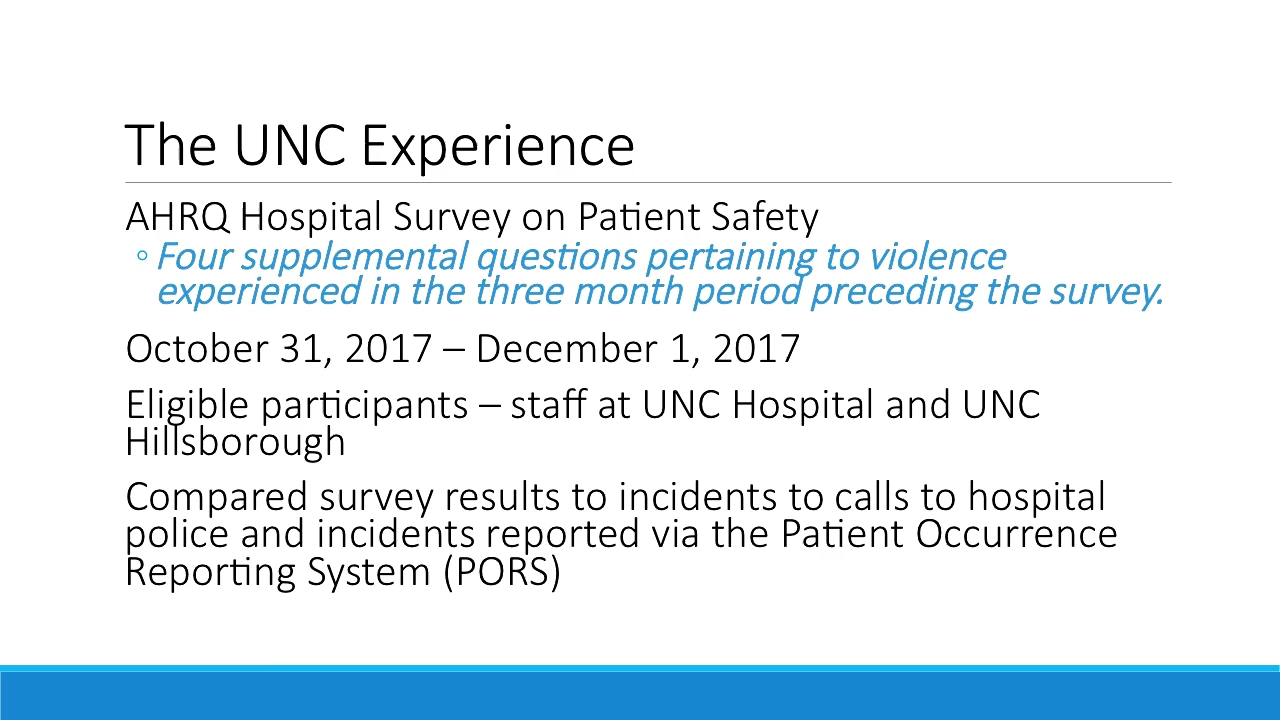 The UNC Experience
AHRQ Hospital Survey on Patient Safety
◦ Four supplemental questions pertaining to violence
experienced in the three month period preceding the survey.
October 31, 2017 – December 1, 2017
Eligible participants – staff at UNC Hospital and UNC
Hillsborough
Compared survey results to incidents to calls to hospital
police and incidents reported via the Patient Occurrence
Reporting System (PORS)